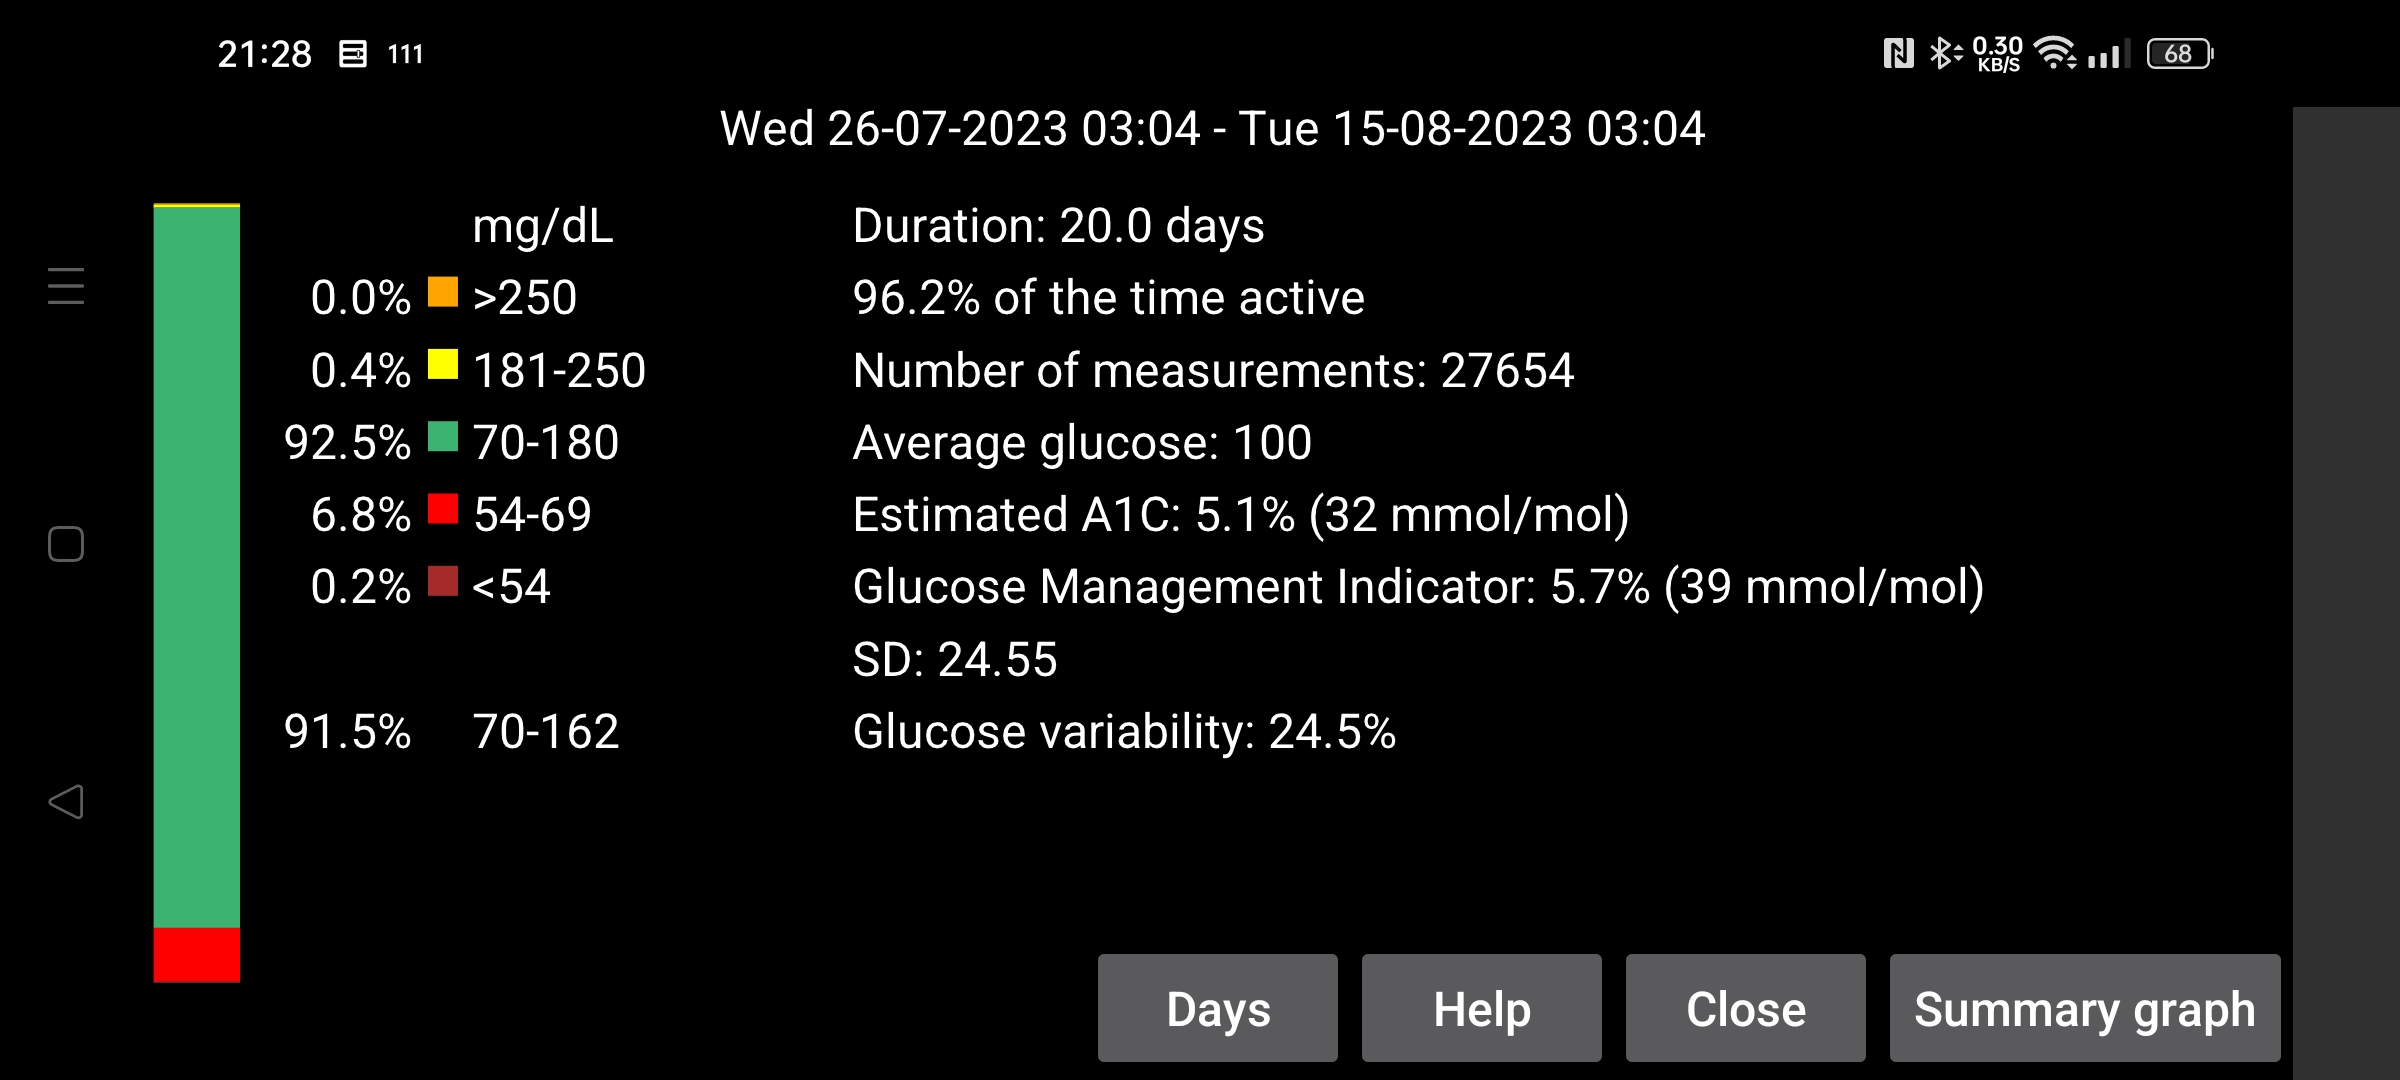 21:28 111 0.30 KB/S 68
Wed 26-07-2023 03:04 - Tue 15-08-2023 03:04
mg/dL Duration: 20.0 days
0.0% >250 96.2% of the time active
0.4% 181-250 Number of measurements: 27654
92.5% 70-180 Average glucose: 100
6.8% 54-69 Estimated A1C: 5.1% (32 mmol/mol)
0.2% <54 Glucose Management Indicator: 5.7% (39 mmol/mol)
SD: 24.55
91.5% 70-162 Glucose variability: 24.5%
Days Help Close Summary graph